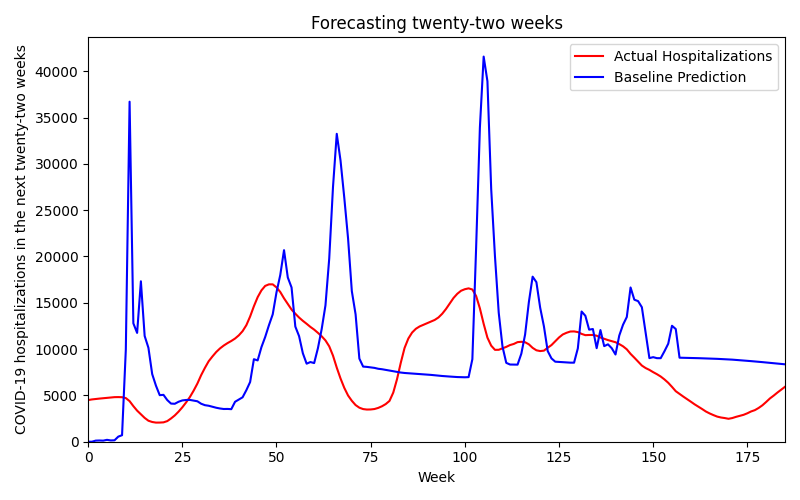 Forecasting twenty-two weeks
Actual Hospitalizations
Baseline Prediction
COVID-19 hospitalizations in the next twenty-two weeks
40000
35000
30000
25000
20000
15000
10000
5000
0
0 25 50 75 100 125 150 175
Week